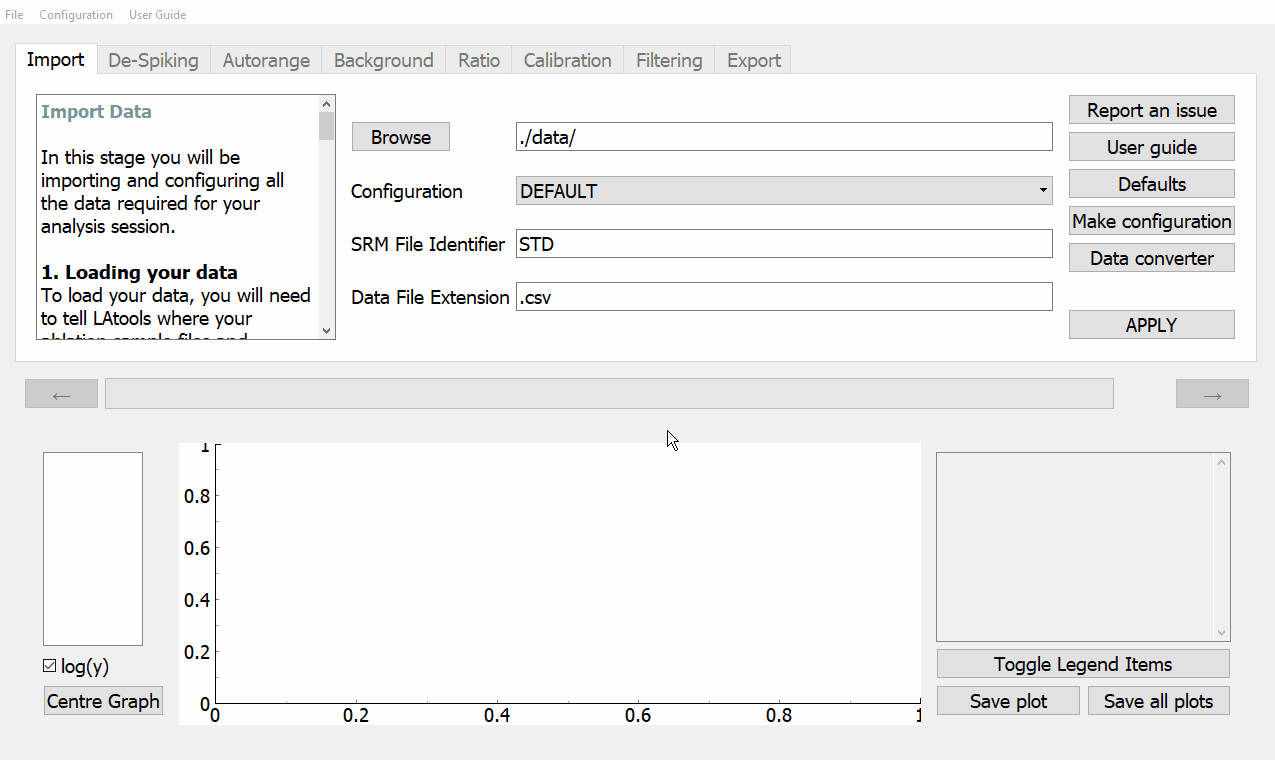 File Configuration User Guide
Import De-Spiking Autorange Background Ratio Calibration Filtering Export
Import Data
In this stage you will be
importing and configuring all
the data required for your
analysis session.
1. Loading your data
To load your data, you will need
to tell LAtools where your
ablation sample files and
Browse ./data/
Configuration DEFAULT
SRM File Identifier STD
Data File Extension .csv
Report an issue
User guide
Defaults
Make configuration
Data converter
APPLY
← →
log(y)
Centre Graph
1
0.8
0.6
0.4
0.2
0
0 0.2 0.4 0.6 0.8 1
Toggle Legend Items
Save plot Save all plots